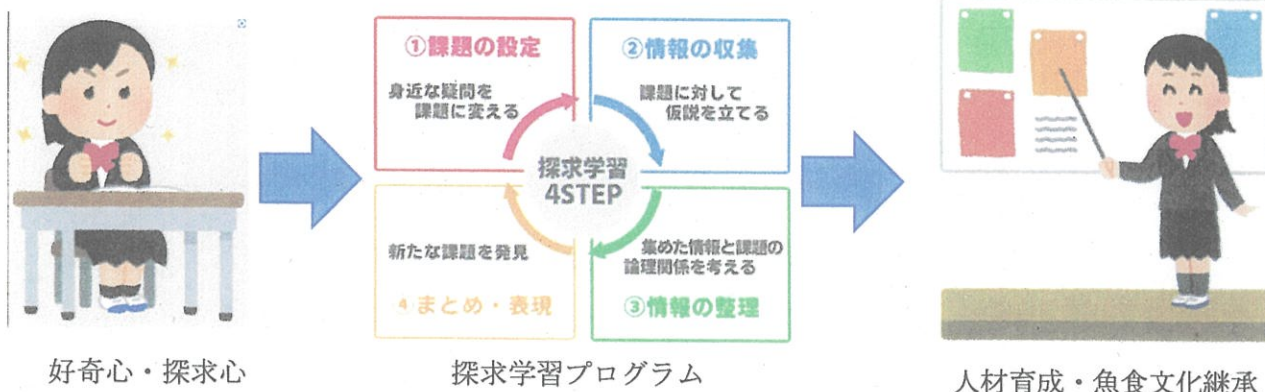 ①課題の設定
身近な疑問を
課題に変える
②情報の収集
課題に対して
仮説を立てる
探求学習
4STEP
集めた情報と課題の
論理関係を考える
③情報の整理
新たな課題を発見
④まとめ・表現
好奇心・探求心
探求学習プログラム
人材育成・魚食文化継承